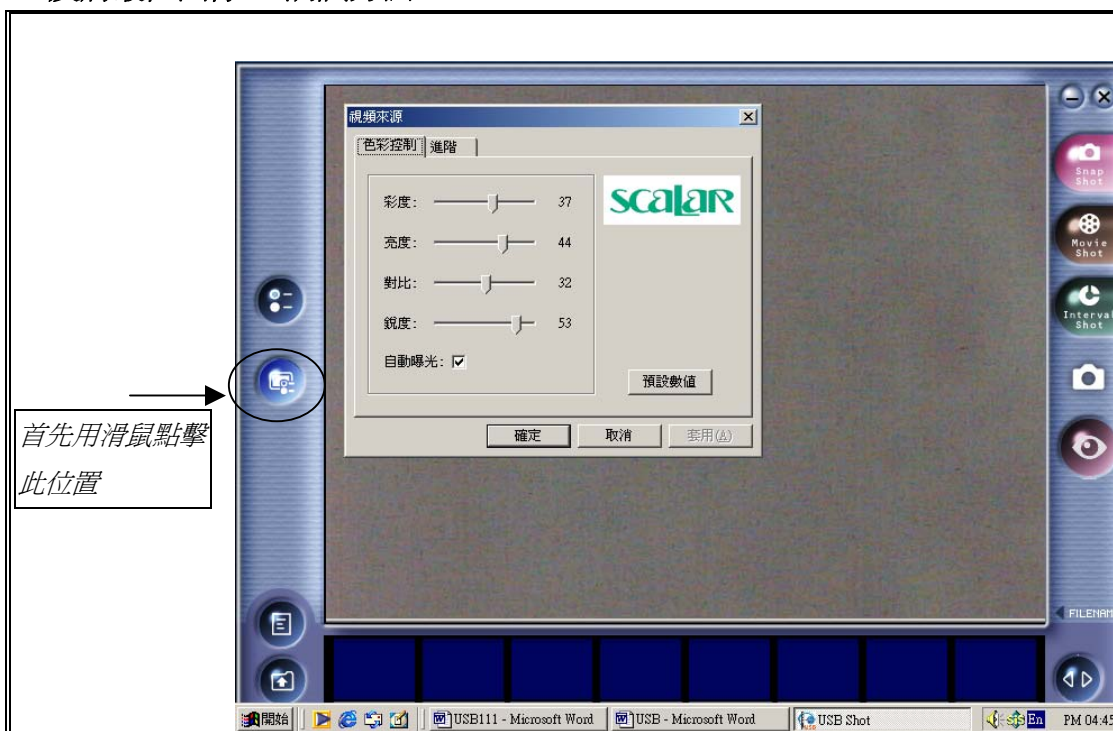 視頻來源
色彩控制 進階
彩度: 37
scalar
亮度: 44
對比: 32
銳度: 53
自動曝光:
預設數值
確定 取消 套用(A)
Snap
Shot
Movie
Shot
Interval
Shot
首先用滑鼠點擊
此位置
開始 USB111 - Microsoft Word USB - Microsoft Word USB Shot En PM 04:45